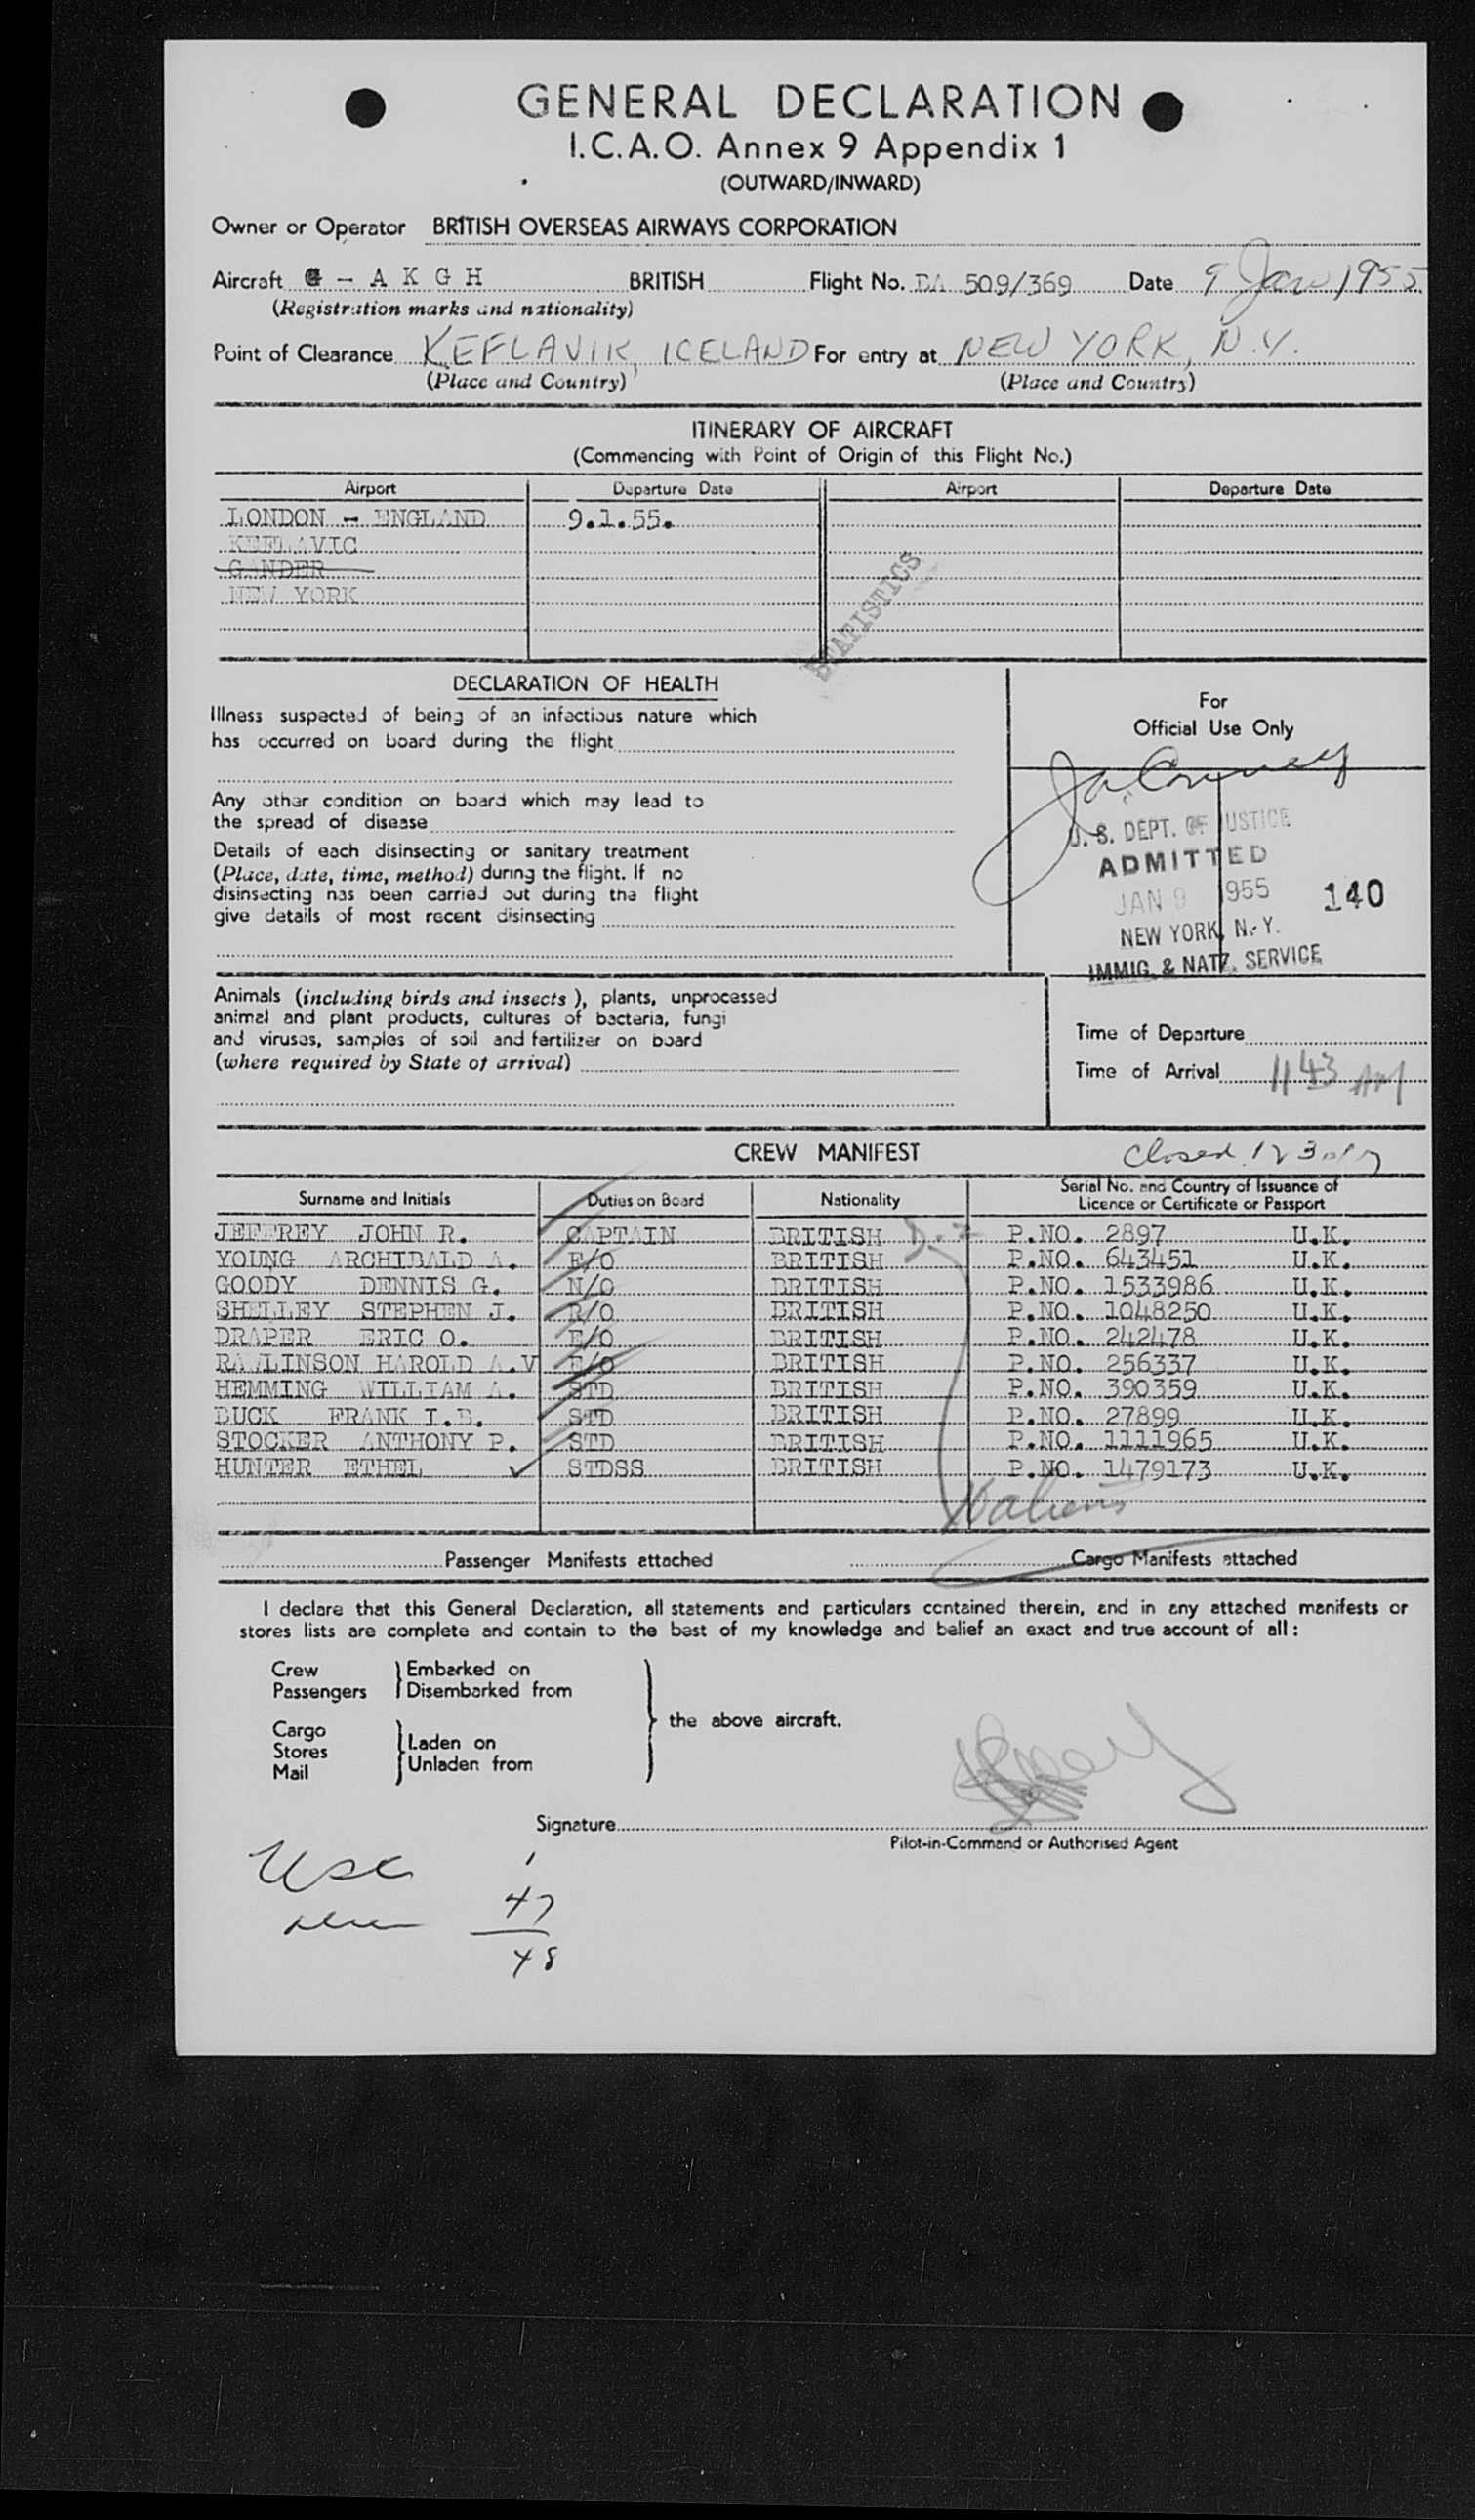 GENERAL DECLARATION
I.C.A.O. Annex 9 Appendix 1
(OUTWARD/INWARD)
Owner or Operator BRITISH OVERSEAS AIRWAYS CORPORATION
Aircraft G - A K G H BRITISH Flight No. BA 509/369 Date 9 Jan 1955
(Registration marks and nationality)
Point of Clearance KEFLAVIK, ICELAND For entry at NEW YORK, N.Y.
(Place and Country) (Place and Country)
ITINERARY OF AIRCRAFT
(Commencing with Point of Origin of this Flight No.)
Airport Departure Date Airport Departure Date
LONDON - ENGLAND 9.1.55.
KEFLAVIC
GANDER
NEW YORK
STATISTICS
DECLARATION OF HEALTH
Illness suspected of being of an infectious nature which
has occurred on board during the flight
Any other condition on board which may lead to
the spread of disease
Details of each disinsecting or sanitary treatment
(Place, date, time, method) during the flight. If no
disinsecting has been carried out during the flight
give details of most recent disinsecting
For
Official Use Only
U. S. DEPT. OF JUSTICE
ADMITTED
JAN 9 1955 140
NEW YORK, N. Y.
IMMIG. & NATZ. SERVICE
Animals (including birds and insects), plants, unprocessed
animal and plant products, cultures of bacteria, fungi
and viruses, samples of soil and fertilizer on board
(where required by State of arrival)
Time of Departure
Time of Arrival 1143 AM
CREW MANIFEST Closed
Surname and Initials Duties on Board Nationality Serial No. and Country of Issuance of Licence or Certificate or Passport
JEFFREY JOHN R. CAPTAIN BRITISH P.NO. 2897 U.K.
YOUNG ARCHIBALD A. F/O BRITISH P.NO. 643451 U.K.
GOODY DENNIS G. N/O BRITISH P.NO. 1533986 U.K.
SHELLEY STEPHEN J. R/O BRITISH P.NO. 1048250 U.K.
DRAPER ERIC O. E/O BRITISH P.NO. 242478 U.K.
RAWLINSON HAROLD A.V E/O BRITISH P.NO. 256337 U.K.
HEMMING WILLIAM A. STD BRITISH P.NO. 390359 U.K.
BUCK FRANK I.B. STD BRITISH P.NO. 27899 U.K.
STOCKER ANTHONY P. STD BRITISH P.NO. 1111965 U.K.
HUNTER ETHEL STDSS BRITISH P.NO. 1479173 U.K.
Passenger Manifests attached Cargo Manifests attached
I declare that this General Declaration, all statements and particulars contained therein, and in any attached manifests or
stores lists are complete and contain to the best of my knowledge and belief an exact and true account of all:
Crew Embarked on
Passengers Disembarked from
the above aircraft.
Cargo
Stores Laden on
Mail Unladen from
Signature
Pilot-in-Command or Authorised Agent
USC 1
47
48